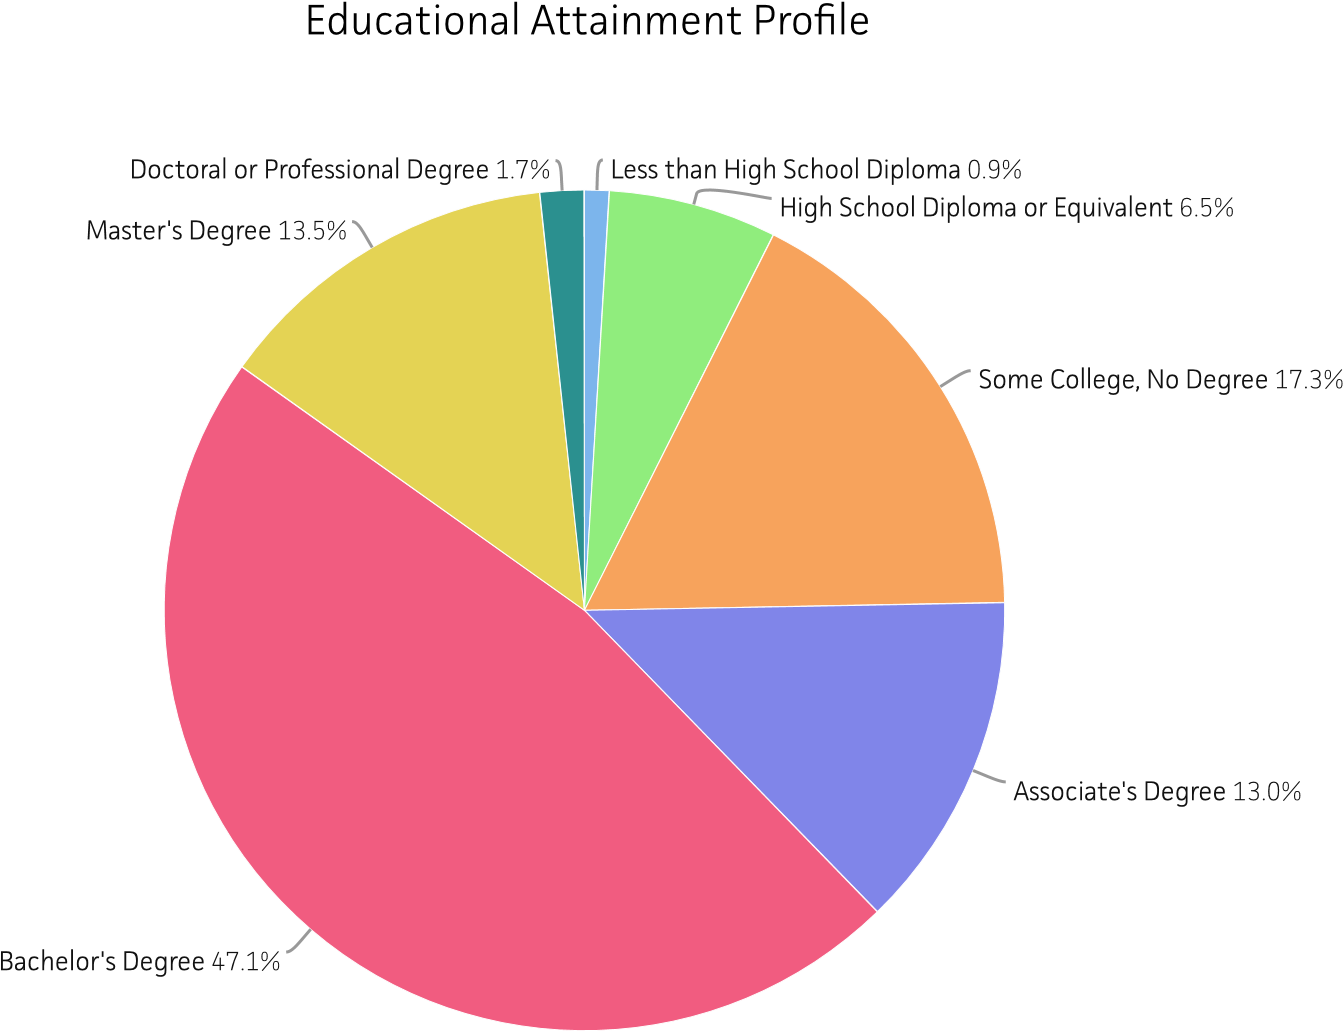 Educational Attainment Profile
Doctoral or Professional Degree 1.7%
Less than High School Diploma 0.9%
High School Diploma or Equivalent 6.5%
Master's Degree 13.5%
Some College, No Degree 17.3%
Associate's Degree 13.0%
Bachelor's Degree 47.1%